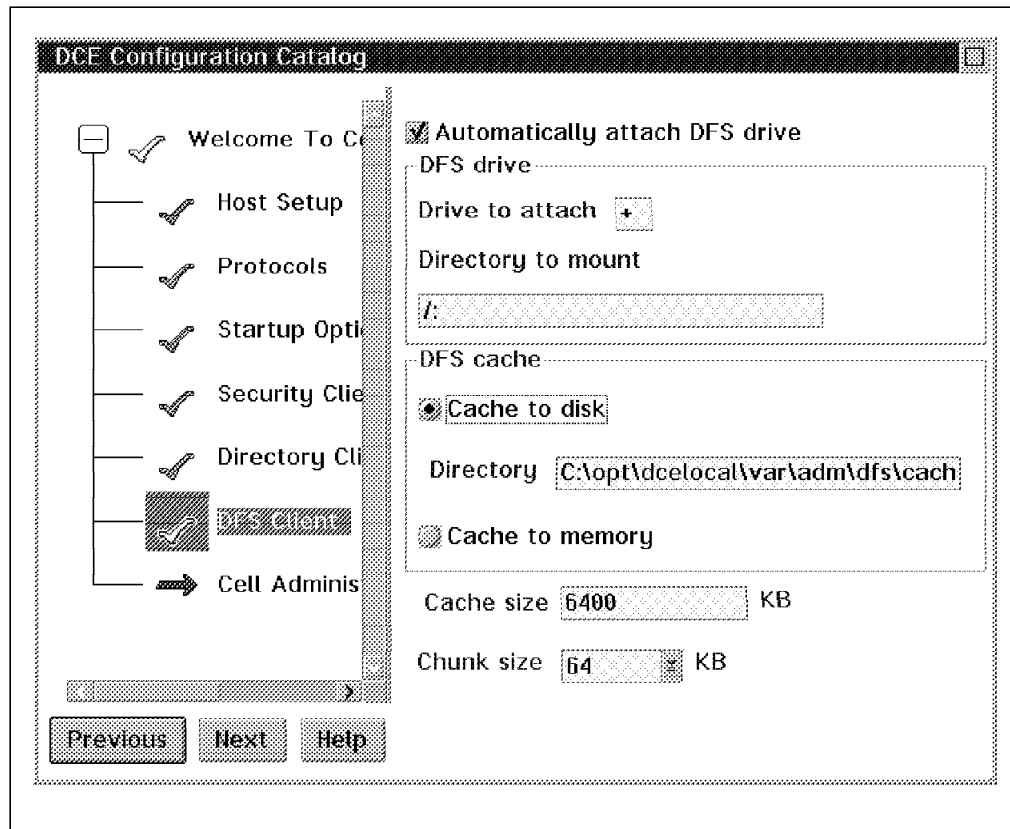 DCE Configuration Catalog
Welcome To Co
Host Setup
Protocols
Startup Optio
Security Clie
Directory Cli
DFS Client
Cell Adminis
Automatically attach DFS drive
DFS drive
Drive to attach +
Directory to mount
/:
DFS cache
Cache to disk
Directory C:\opt\dcelocal\var\adm\dfs\cach
Cache to memory
Cache size 6400 KB
Chunk size 64 KB
Previous Next Help